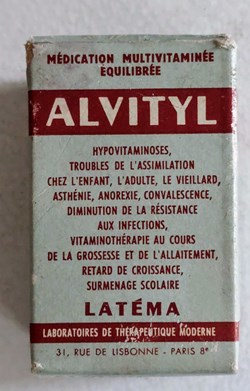 MÉDICATION MULTIVITAMINÉE
ÉQUILIBRÉE
ALVITYL
HYPOVITAMINOSES,
TROUBLES DE L'ASSIMILATION
CHEZ L'ENFANT, L'ADULTE, LE VIEILLARD,
ASTHÉNIE, ANOREXIE, CONVALESCENCE,
DIMINUTION DE LA RÉSISTANCE
AUX INFECTIONS,
VITAMINOTHÉRAPIE AU COURS
DE LA GROSSESSE ET DE L'ALLAITEMENT,
RETARD DE CROISSANCE,
SURMENAGE SCOLAIRE
LATÉMA
LABORATOIRES DE THÉRAPEUTIQUE MODERNE
31, RUE DE LISBONNE - PARIS 8e